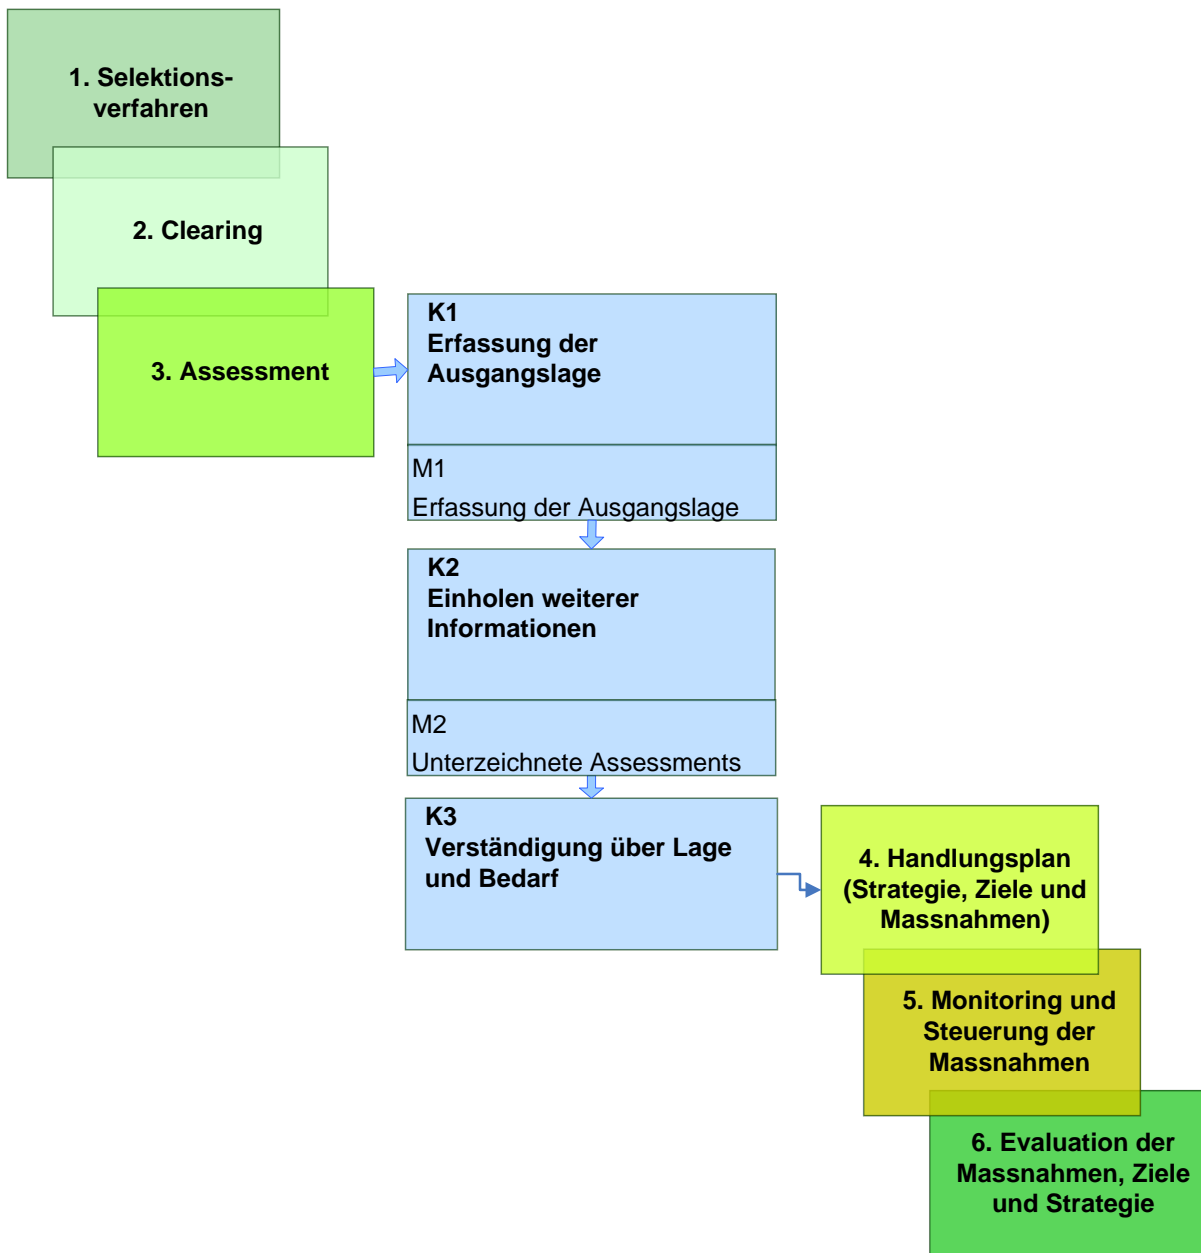 1. Selektions-
verfahren
2. Clearing
3. Assessment
K1
Erfassung der
Ausgangslage
M1
Erfassung der Ausgangslage
K2
Einholen weiterer
Informationen
M2
Unterzeichnete Assessments
K3
Verständigung über Lage
und Bedarf
4. Handlungsplan
(Strategie, Ziele und
Massnahmen)
5. Monitoring und
Steuerung der
Massnahmen
6. Evaluation der
Massnahmen, Ziele
und Strategie